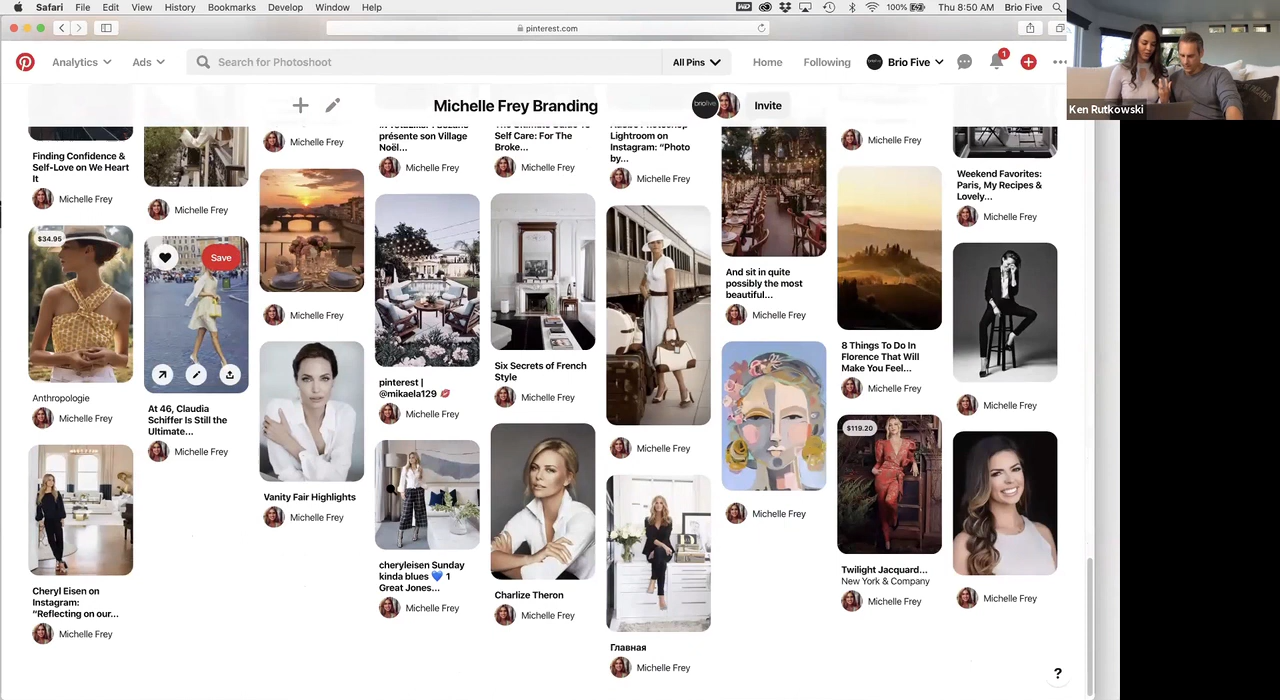 Safari File Edit View History Bookmarks Develop Window Help
100% Thu 8:50 AM Brio Five
pinterest.com
Analytics Ads Search for Photoshoot All Pins Home Following Brio Five 1
Michelle Frey Branding
briofive
Invite
Ken Rutkowski
Finding Confidence &
Self-Love on We Heart
It
Michelle Frey
$34.95
Anthropologie
Michelle Frey
Cheryl Eisen on
Instagram:
“Reflecting on our...
Michelle Frey
Michelle Frey
Save
At 46, Claudia
Schiffer Is Still the
Ultimate...
Michelle Frey
Michelle Frey
Michelle Frey
Vanity Fair Highlights
Michelle Frey
présente son Village
Noël...
Michelle Frey
pinterest |
@mikaela129 💋
Michelle Frey
cheryleisen Sunday
kinda blues 💙 1
Great Jones...
Michelle Frey
The Ultimate Guide To
Self Care: For The
Broke...
Michelle Frey
Six Secrets of French
Style
Michelle Frey
Charlize Theron
Michelle Frey
Lightroom on
Instagram: “Photo
by...
Michelle Frey
Michelle Frey
Главная
Michelle Frey
And sit in quite
possibly the most
beautiful...
Michelle Frey
Michelle Frey
Michelle Frey
8 Things To Do In
Florence That Will
Make You Feel...
Michelle Frey
$119.20
Twilight Jacquard...
New York & Company
Michelle Frey
Weekend Favorites:
Paris, My Recipes &
Lovely...
Michelle Frey
Michelle Frey
Michelle Frey
?